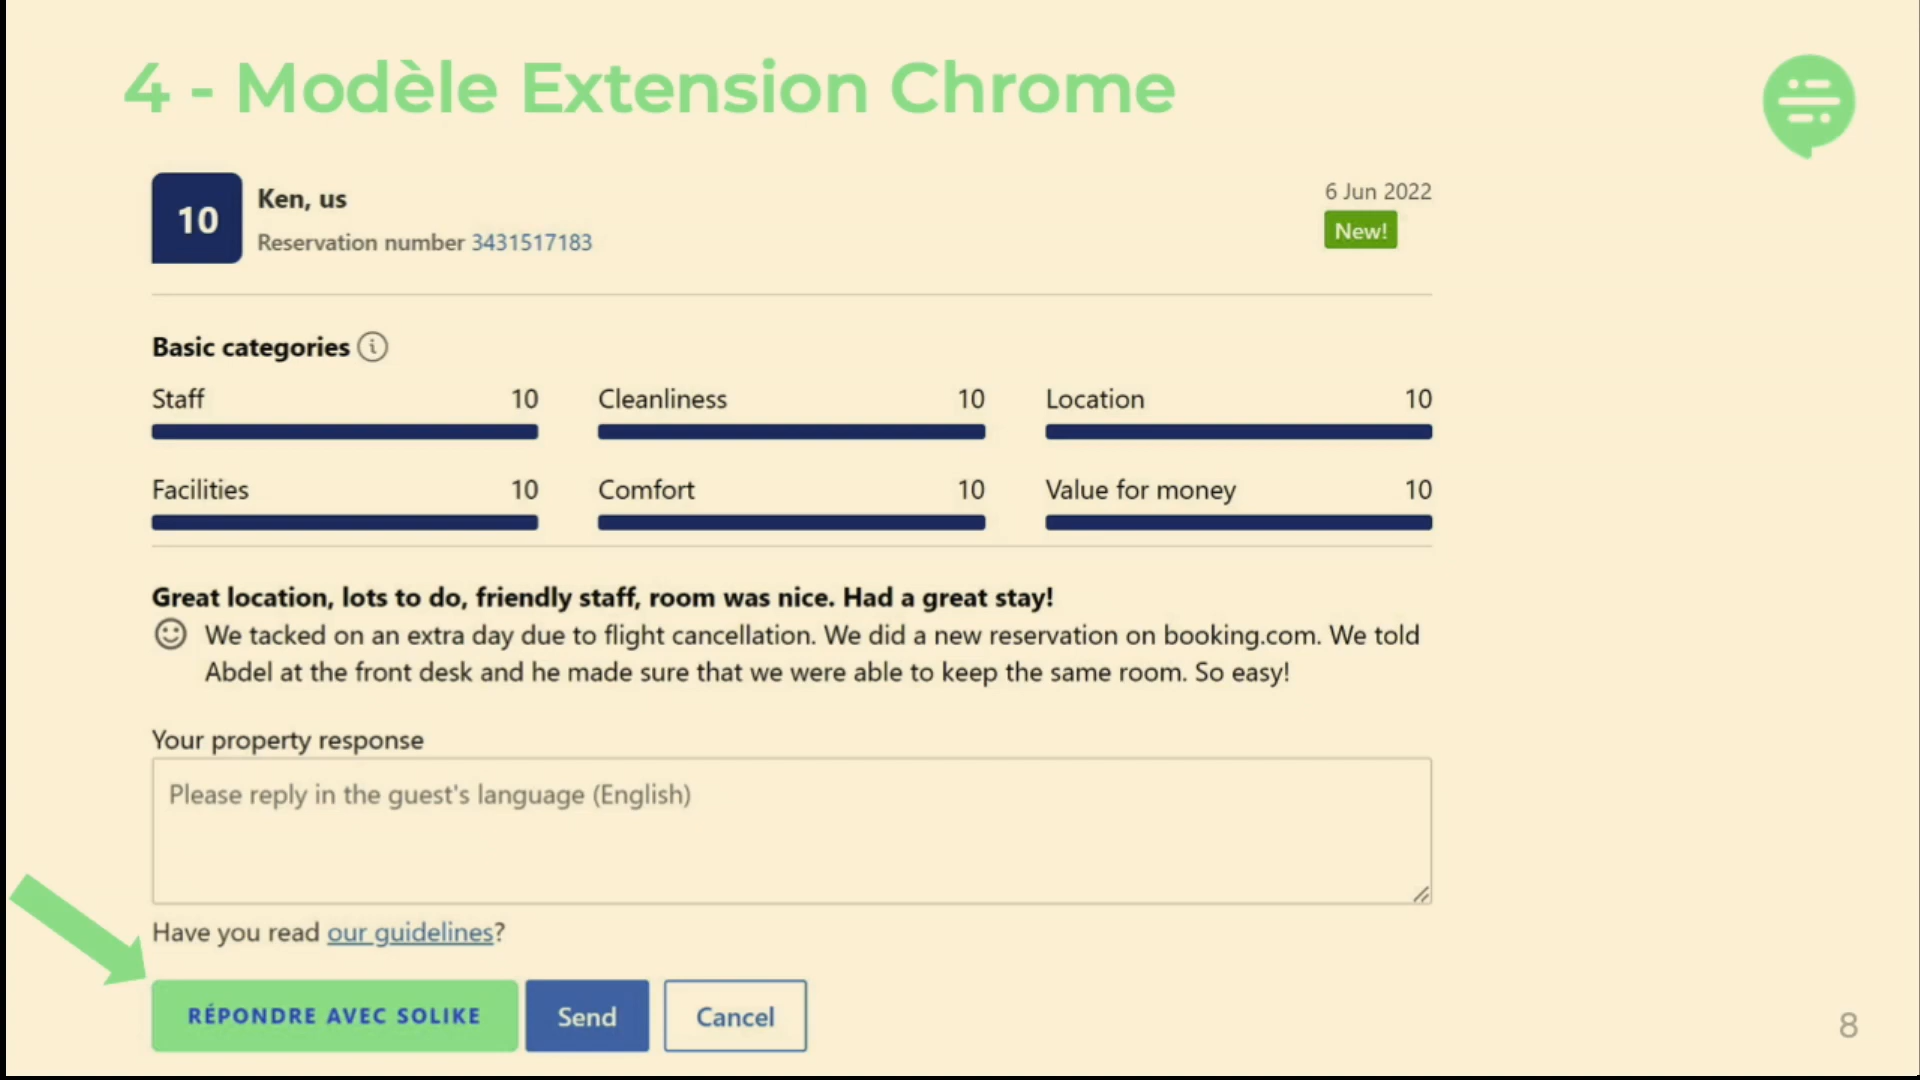 4 - Modèle Extension Chrome
10
Ken, us
Reservation number 3431517183
6 Jun 2022
New!
Basic categories
Staff 10
Cleanliness 10
Location 10
Facilities 10
Comfort 10
Value for money 10
Great location, lots to do, friendly staff, room was nice. Had a great stay!
We tacked on an extra day due to flight cancellation. We did a new reservation on booking.com. We told
Abdel at the front desk and he made sure that we were able to keep the same room. So easy!
Your property response
Please reply in the guest's language (English)
Have you read our guidelines?
RÉPONDRE AVEC SOLIKE
Send
Cancel
8